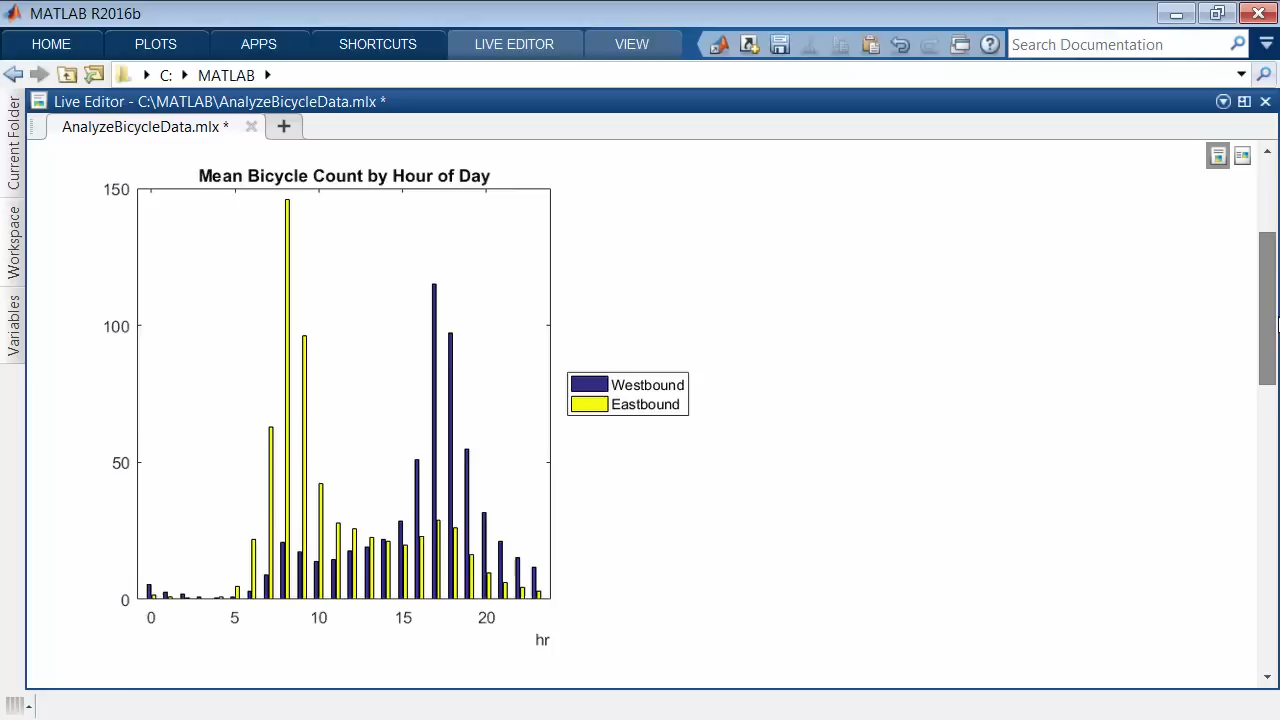 MATLAB R2016b
HOME PLOTS APPS SHORTCUTS LIVE EDITOR VIEW Search Documentation
C: MATLAB
Live Editor - C:\MATLAB\AnalyzeBicycleData.mlx *
AnalyzeBicycleData.mlx *
Current Folder
Workspace
Variables
Mean Bicycle Count by Hour of Day
150
100
50
0
0 5 10 15 20
hr
Westbound
Eastbound